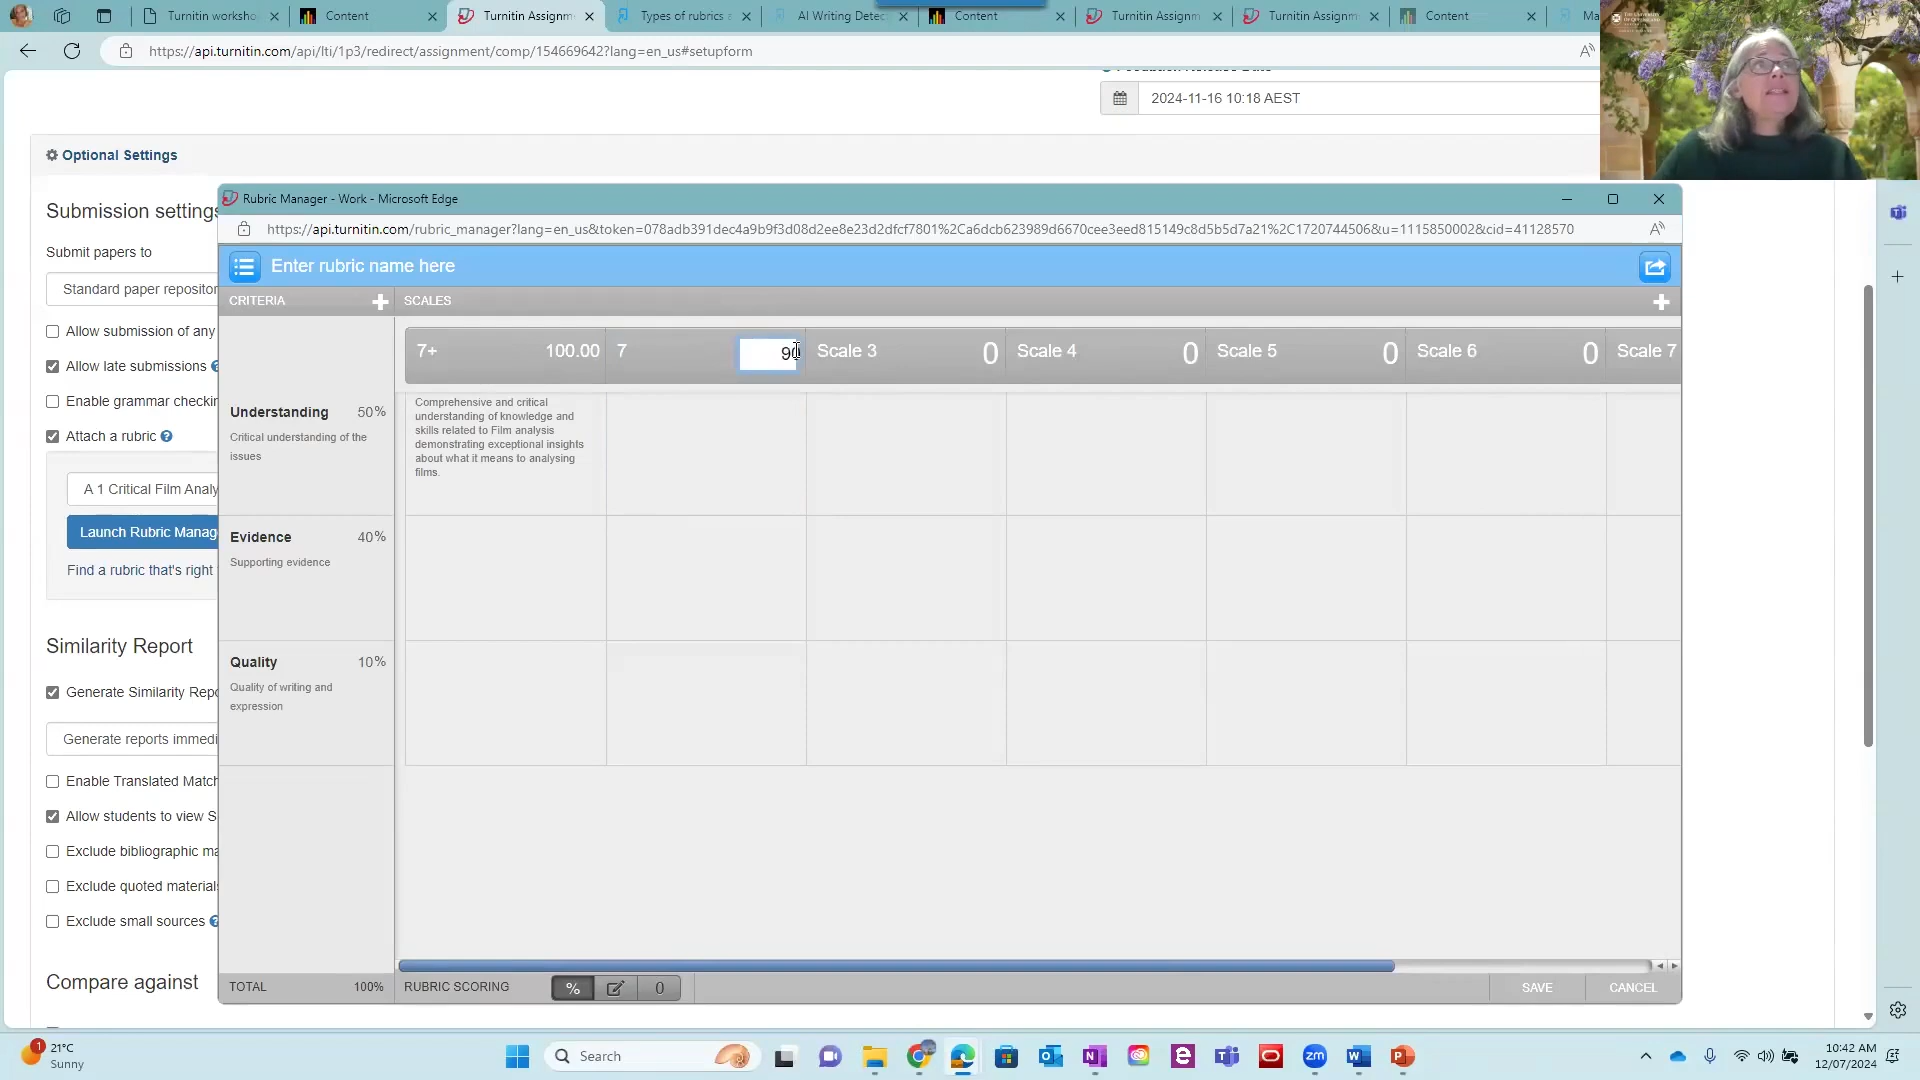 Turnitin worksho
Content
Turnitin Assignm
Types of rubrics a
AI Writing Detec
Content
Turnitin Assignm
Turnitin Assignm
Content
Ma
https://api.turnitin.com/api/lti/1p3/redirect/assignment/comp/154669642?lang=en_us#setupform
2024-11-16 10:18 AEST
Optional Settings
Submission settings
Submit papers to
Standard paper repositor
Allow submission of any
Allow late submissions
Enable grammar checkin
Attach a rubric
A 1 Critical Film Analy
Launch Rubric Manag
Find a rubric that's right
Similarity Report
Generate Similarity Repo
Generate reports immedi
Enable Translated Match
Allow students to view S
Exclude bibliographic ma
Exclude quoted materials
Exclude small sources
Compare against
Rubric Manager - Work - Microsoft Edge
https://api.turnitin.com/rubric_manager?lang=en_us&token=078adb391dec4a9b9f3d08d2ee8e23d2dfcf7801%2Ca6dcb623989d6670cee3eed815149c8d5b5d7a21%2C1720744506&u=1115850002&cid=41128570
Enter rubric name here
CRITERIA
SCALES
7+ 100.00
7 90
Scale 3 0
Scale 4 0
Scale 5 0
Scale 6 0
Scale 7
Understanding 50%
Critical understanding of the
issues
Comprehensive and critical
understanding of knowledge and
skills related to Film analysis
demonstrating exceptional insights
about what it means to analysing
films.
Evidence 40%
Supporting evidence
Quality 10%
Quality of writing and
expression
TOTAL 100%
RUBRIC SCORING
%
0
SAVE
CANCEL
1
21°C
Sunny
Search
zm
10:42 AM
12/07/2024